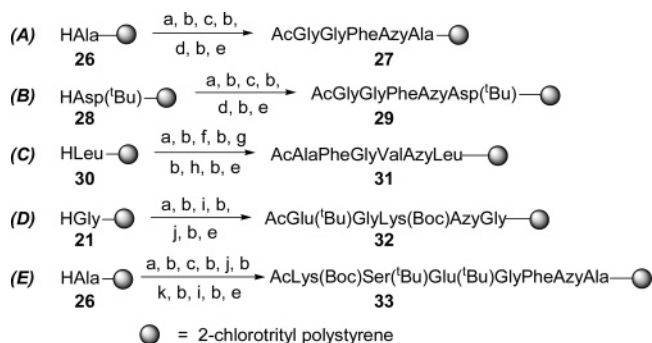 (A) HAla a, b, c, b, AcGlyGlyPheAzyAla
26 d, b, e 27
(B) HAsp(ᵗBu) a, b, c, b, AcGlyGlyPheAzyAsp(ᵗBu)
28 d, b, e 29
(C) HLeu a, b, f, b, g AcAlaPheGlyValAzyLeu
30 b, h, b, e 31
(D) HGly a, b, i, b, AcGlu(ᵗBu)GlyLys(Boc)AzyGly
21 j, b, e 32
(E) HAla a, b, c, b, j, b AcLys(Boc)Ser(ᵗBu)Glu(ᵗBu)GlyPheAzyAla
26 k, b, i, b, e 33
= 2-chlorotrityl polystyrene